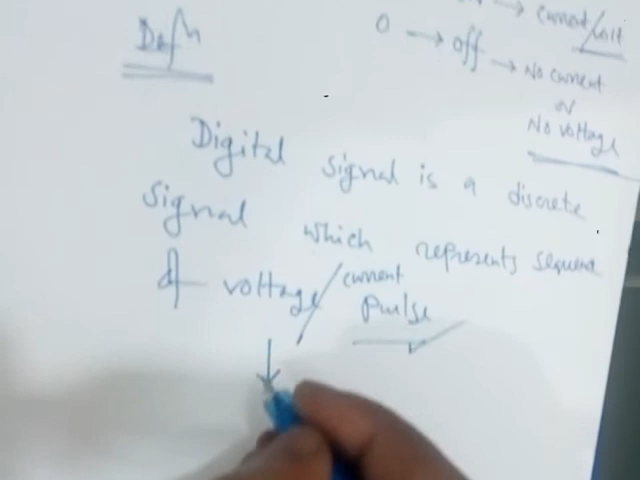 → current/volt
0 → off → No current
or
No voltage
Defn
Digital signal is a discrete
signal which represents sequence
of voltage/current
pulse